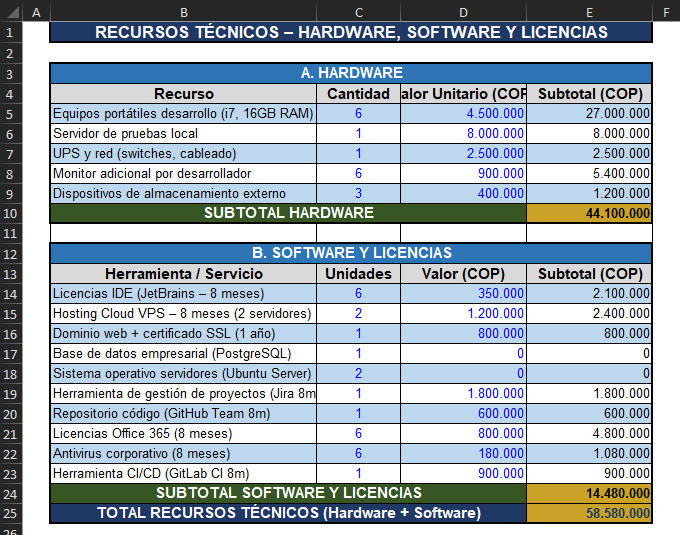 A B C D E F
1 RECURSOS TÉCNICOS – HARDWARE, SOFTWARE Y LICENCIAS
2
3 A. HARDWARE
4 Recurso Cantidad alor Unitario (COP Subtotal (COP)
5 Equipos portátiles desarrollo (i7, 16GB RAM) 6 4.500.000 27.000.000
6 Servidor de pruebas local 1 8.000.000 8.000.000
7 UPS y red (switches, cableado) 1 2.500.000 2.500.000
8 Monitor adicional por desarrollador 6 900.000 5.400.000
9 Dispositivos de almacenamiento externo 3 400.000 1.200.000
10 SUBTOTAL HARDWARE 44.100.000
11
12 B. SOFTWARE Y LICENCIAS
13 Herramienta / Servicio Unidades Valor (COP) Subtotal (COP)
14 Licencias IDE (JetBrains – 8 meses) 6 350.000 2.100.000
15 Hosting Cloud VPS – 8 meses (2 servidores) 2 1.200.000 2.400.000
16 Dominio web + certificado SSL (1 año) 1 800.000 800.000
17 Base de datos empresarial (PostgreSQL) 1 0 0
18 Sistema operativo servidores (Ubuntu Server) 2 0 0
19 Herramienta de gestión de proyectos (Jira 8m 1 1.800.000 1.800.000
20 Repositorio código (GitHub Team 8m) 1 600.000 600.000
21 Licencias Office 365 (8 meses) 6 800.000 4.800.000
22 Antivirus corporativo (8 meses) 6 180.000 1.080.000
23 Herramienta CI/CD (GitLab CI 8m) 1 900.000 900.000
24 SUBTOTAL SOFTWARE Y LICENCIAS 14.480.000
25 TOTAL RECURSOS TÉCNICOS (Hardware + Software) 58.580.000
26